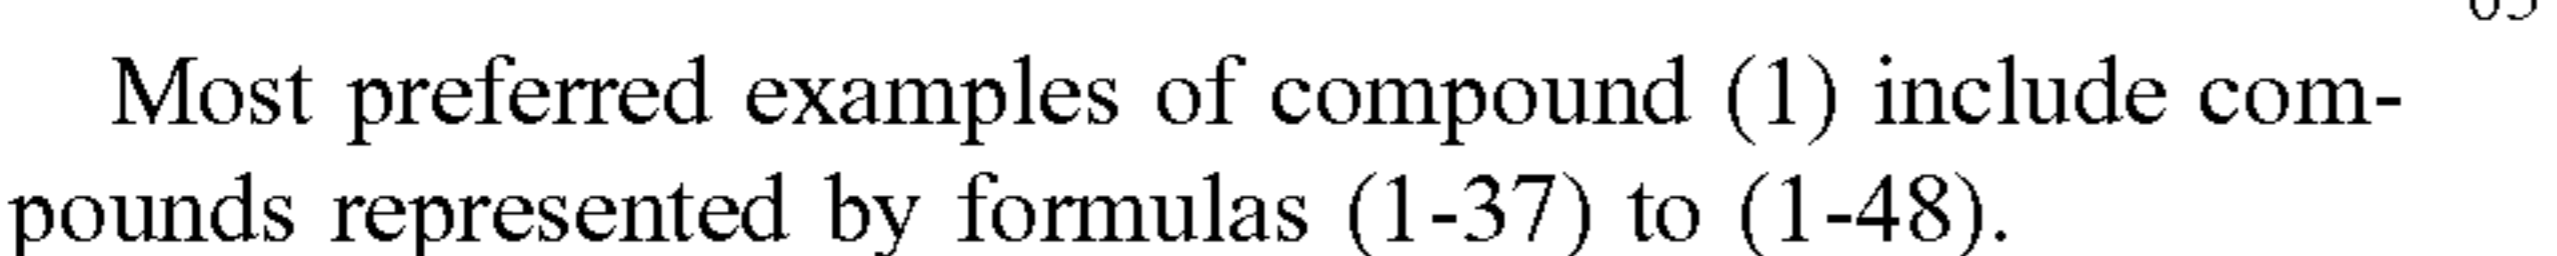 Most preferred examples of compound (1) include com-
pounds represented by formulas (1-37) to (1-48).